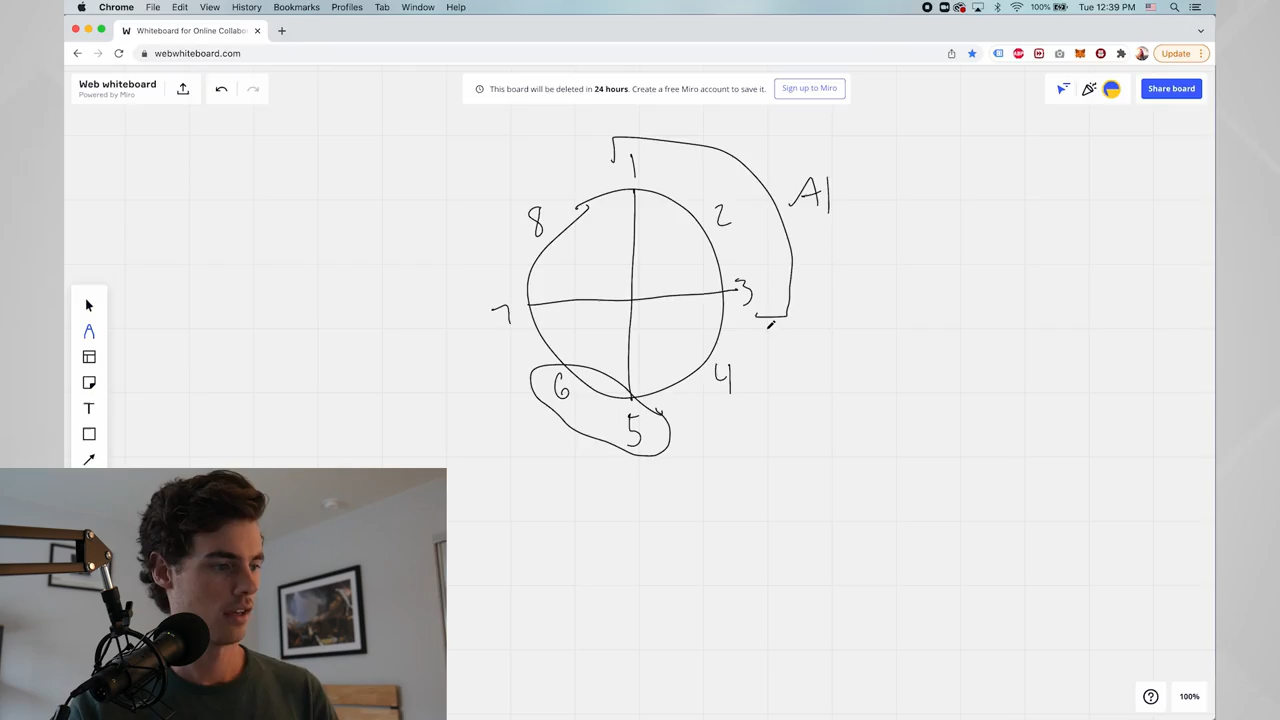 Chrome File Edit View History Bookmarks Profiles Tab Window Help
100% Tue 12:39 PM
Whiteboard for Online Collabo
webwhiteboard.com
Update
Web whiteboard
Powered by Miro
This board will be deleted in 24 hours. Create a free Miro account to save it.
Sign up to Miro
Share board
1
8
2
A1
7
3
6
4
5
T
?
100%